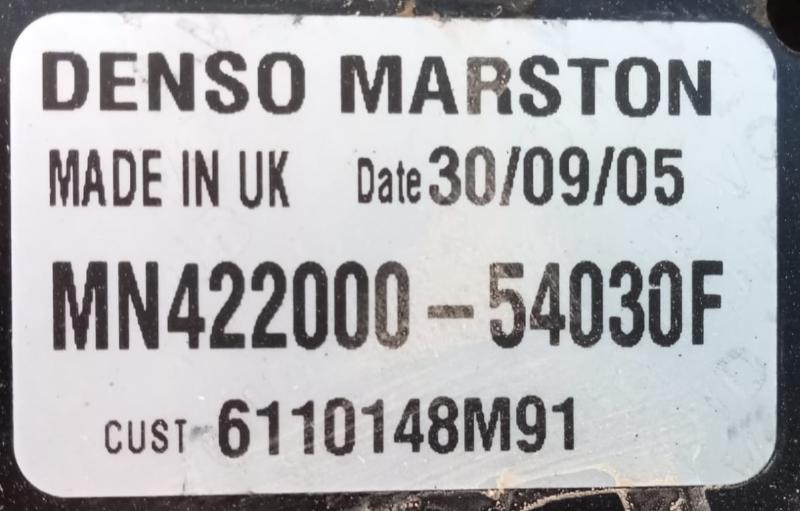 DENSO MARSTON
MADE IN UK Date 30/09/05
MN422000-54030F
CUST 6110148M91